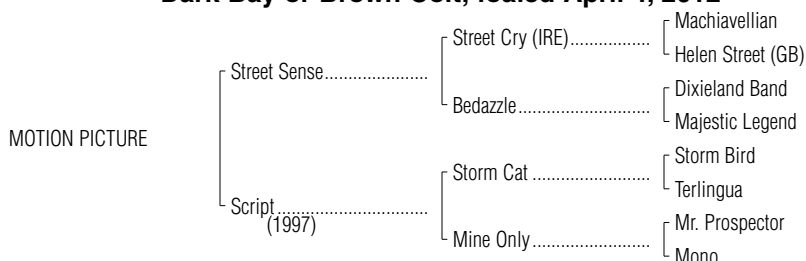 Dark Bay or Brown Colt; foaled April 4, 2012
Machiavellian
Street Cry (IRE)
Helen Street (GB)
Street Sense
Dixieland Band
Bedazzle
Majestic Legend
MOTION PICTURE
Storm Bird
Storm Cat
Terlingua
Script
(1997)
Mr. Prospector
Mine Only
Mono